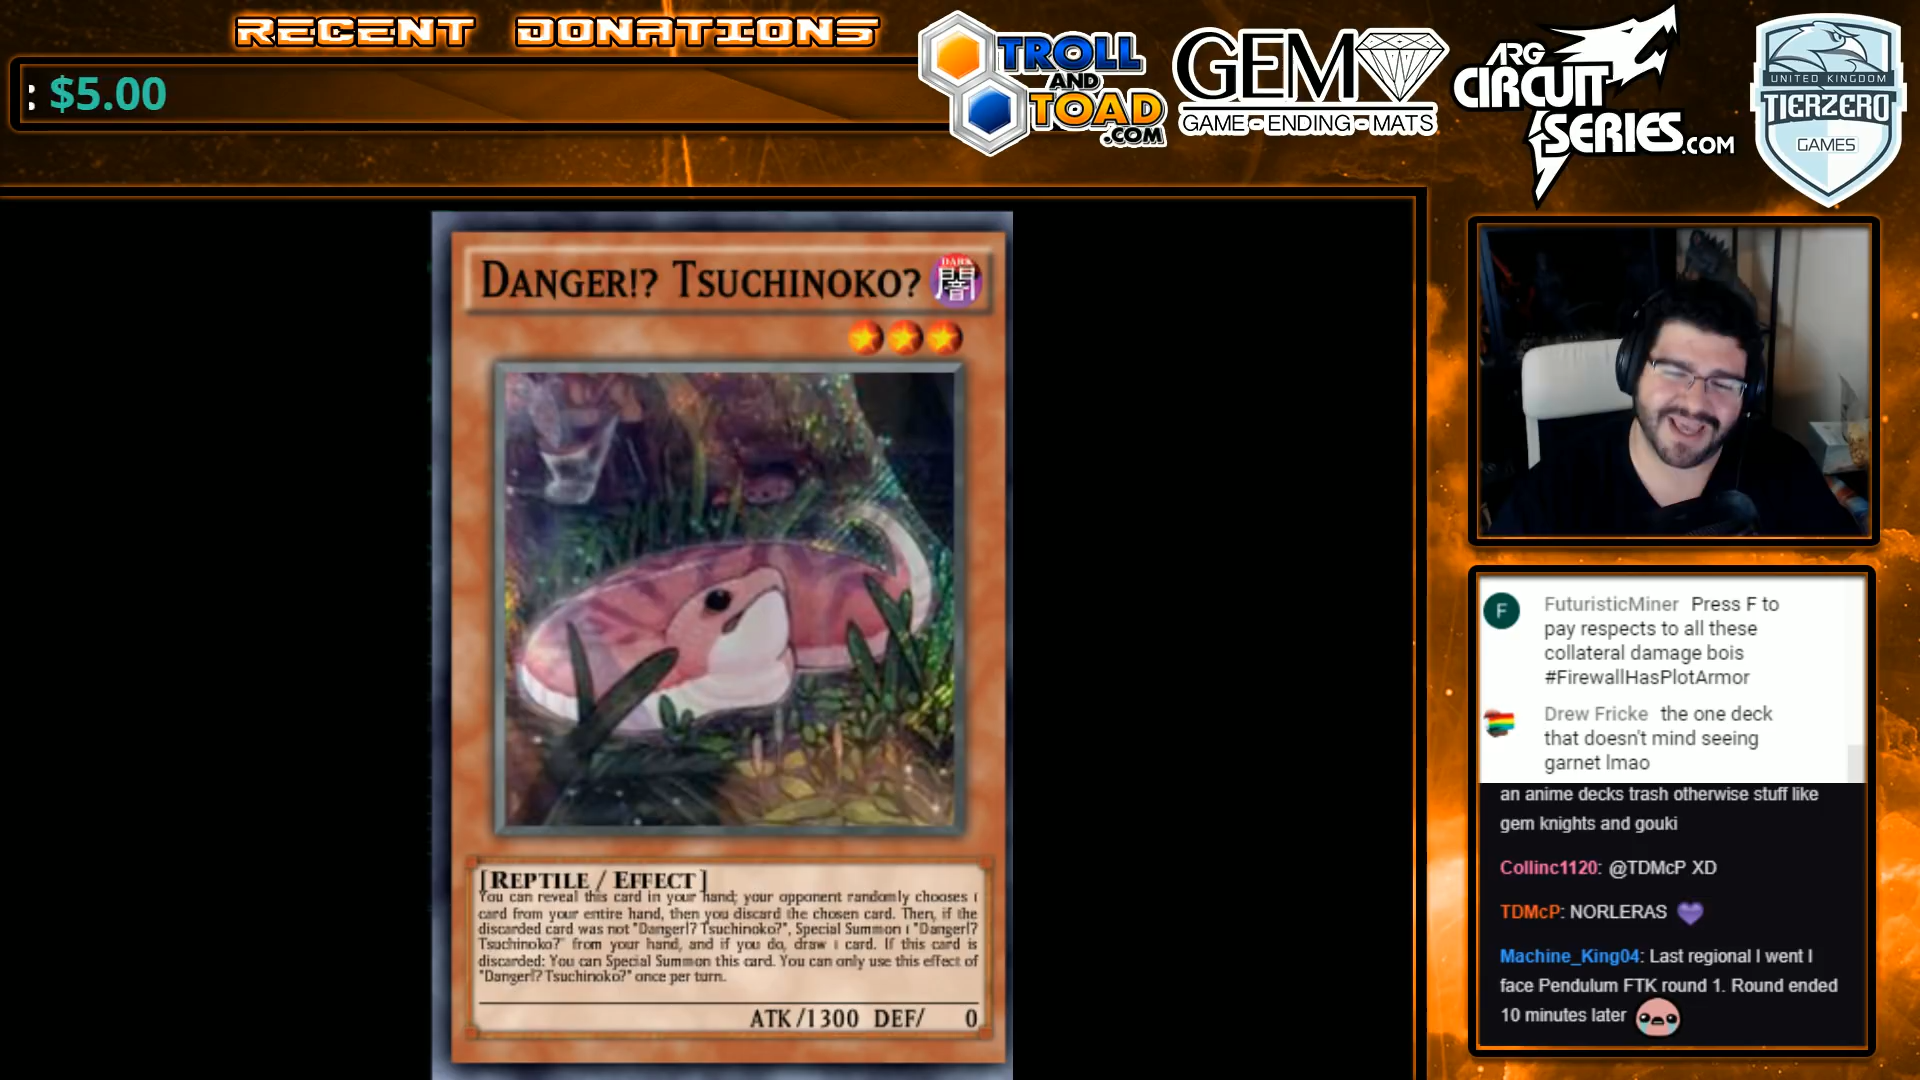 RECENT DONATIONS
: $5.00
TROLL
AND
TOAD
.COM
GEM
GAME - ENDING - MATS
ARG
CIRCUIT
SERIES.COM
UNITED KINGDOM
TIERZERO
GAMES
DANGER!? TSUCHINOKO?
DARK
闇
[REPTILE / EFFECT]
You can reveal this card in your hand; your opponent randomly chooses 1
card from your entire hand, then you discard the chosen card. Then, if the
discarded card was not "Danger!? Tsuchinoko?", Special Summon 1 "Danger!?
Tsuchinoko?" from your hand, and if you do, draw 1 card. If this card is
discarded: You can Special Summon this card. You can only use this effect of
"Danger!? Tsuchinoko?" once per turn.
ATK/1300 DEF/ 0
F
FuturisticMiner Press F to
pay respects to all these
collateral damage bois
#FirewallHasPlotArmor
Drew Fricke the one deck
that doesn't mind seeing
garnet lmao
an anime decks trash otherwise stuff like
gem knights and gouki
Collinc1120: @TDMcP XD
TDMcP: NORLERAS
Machine_King04: Last regional I went I
face Pendulum FTK round 1. Round ended
10 minutes later